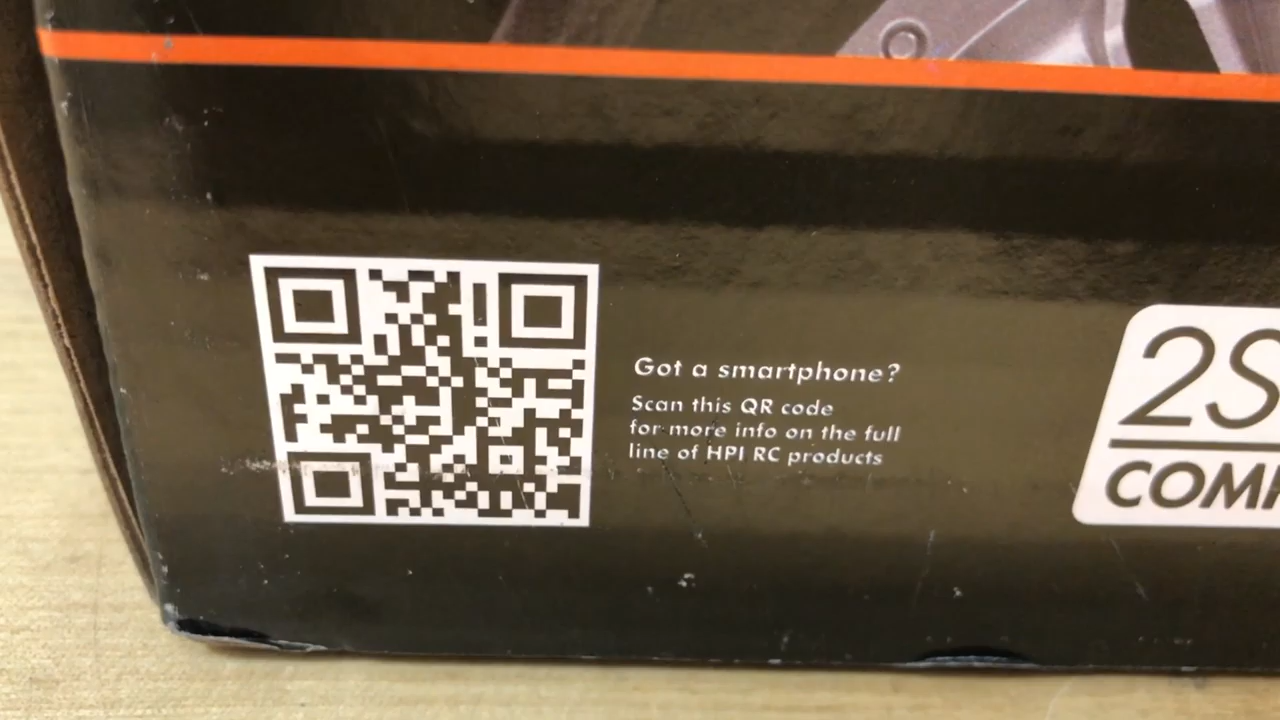 Got a smartphone?
Scan this QR code
for more info on the full
line of HPI RC products
2S
COMP